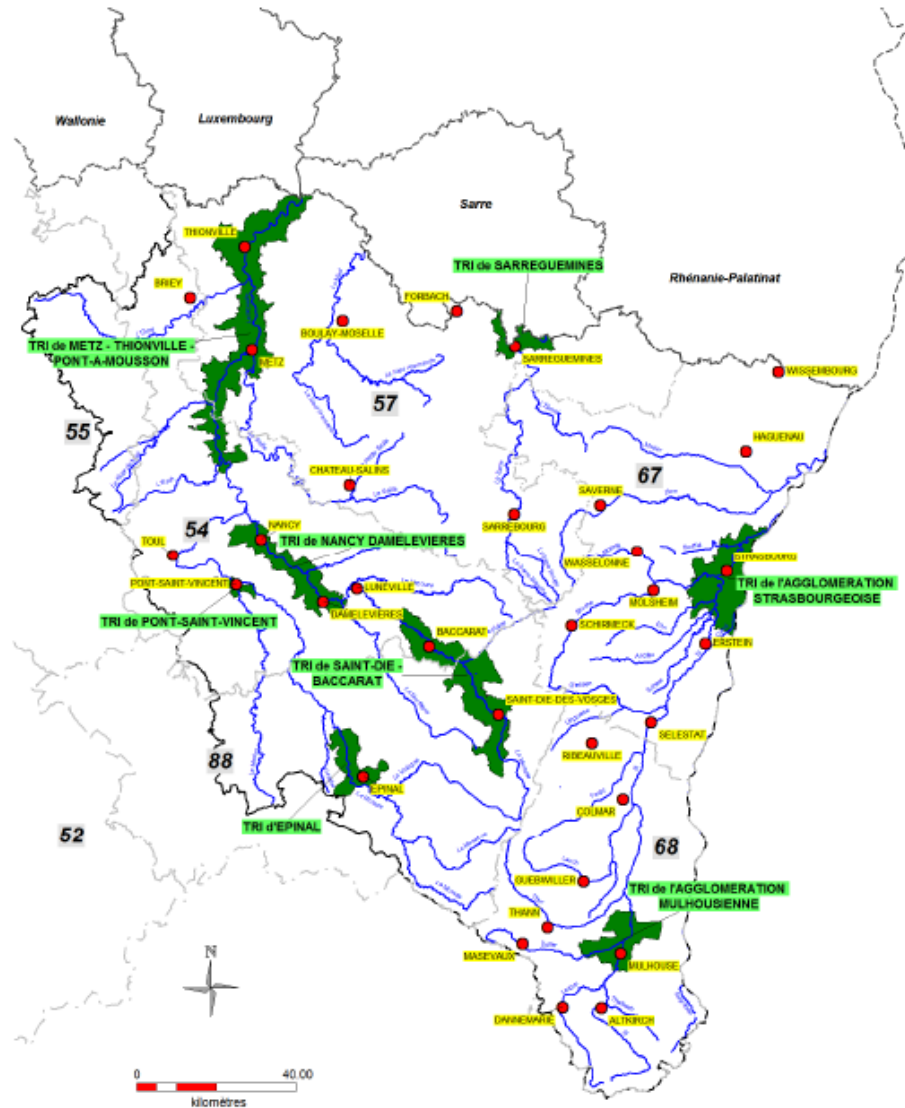 Wallonie
Luxembourg
Sarre
Rhénanie-Palatinat
THIONVILLE
TRI de SARREGUEMINES
BRIEY
FORBACH
BOULAY-MOSELLE
TRI de METZ - THIONVILLE -
PONT-A-MOUSSON
METZ
SARREGUEMINES
WISSEMBOURG
57
55
HAGUENAU
CHATEAU-SALINS
67
SAVERNE
SARREBOURG
54
NANCY
TRI de NANCY DAMELEVIERES
TOUL
WASSELONNE
STRASBOURG
PONT-SAINT-VINCENT
LUNEVILLE
MOLSHEIM
TRI de l'AGGLOMERATION
STRASBOURGEOISE
DAMELEVIÈRES
TRI de PONT-SAINT-VINCENT
SCHIRMECK
BACCARAT
ERSTEIN
TRI de SAINT-DIE -
BACCARAT
SAINT-DIE-DES-VOSGES
SELESTAT
RIBEAUVILLE
88
EPINAL
COLMAR
TRI d'EPINAL
52
68
GUEBWILLER
TRI de l'AGGLOMERATION
MULHOUSIENNE
THANN
MASEVAUX
MULHOUSE
N
DANNEMARIE
ALTKIRCH
0
40.00
kilomètres